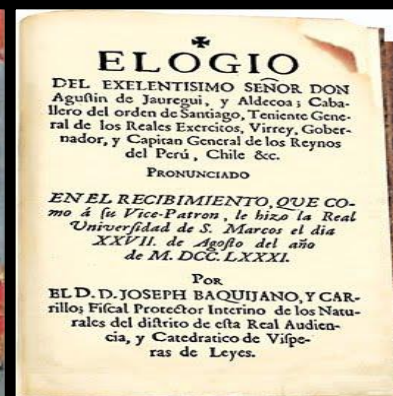 ELOGIO
DEL EXELENTISIMO SEÑOR DON
Aguſtin de Jauregui, y Aldecoa; Caba-
llero del orden de Santiago, Teniente Gene-
ral de los Reales Exercitos, Virrey, Gober-
nador, y Capitan General de los Reynos
del Perú, Chile &c.
PRONUNCIADO
EN EL RECIBIMIENTO, QUE CO-
mo á ſu Vice-Patron, le hizo la Real
Univerſidad de S. Marcos el dia
XXVII. de Agoſto del año
de M. DCC. LXXXI.
POR
EL D. D. JOSEPH BAQUIJANO, Y CAR-
rillo; Fiſcal Protector Interino de los Natu-
rales del diſtrito de eſta Real Audien-
cia, y Catedratico de Viſpe-
ras de Leyes.